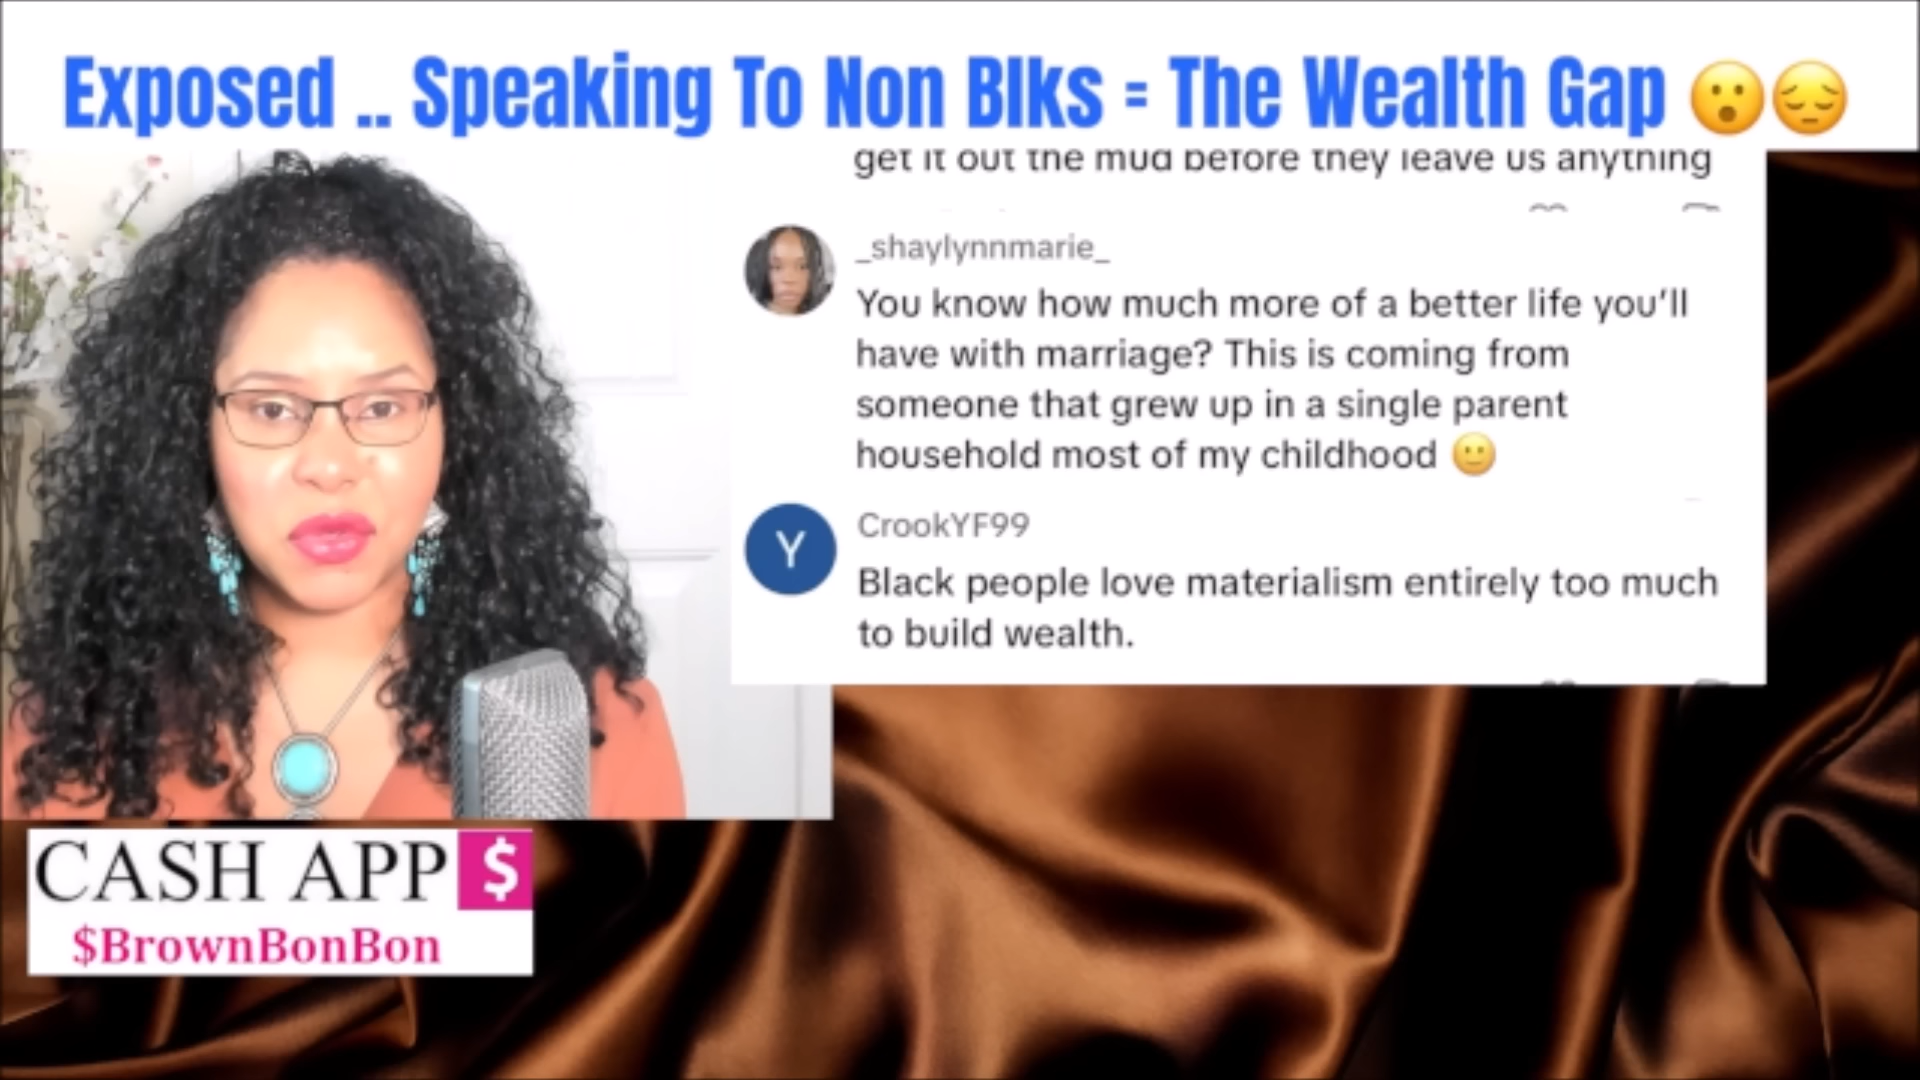 Exposed .. Speaking To Non Blks = The Wealth Gap 😮😔
get it out the mud before they leave us anything
_shaylynnmarie_
You know how much more of a better life you'll
have with marriage? This is coming from
someone that grew up in a single parent
household most of my childhood 🙂
Y
CrookYF99
Black people love materialism entirely too much
to build wealth.
CASH APP $
$BrownBonBon